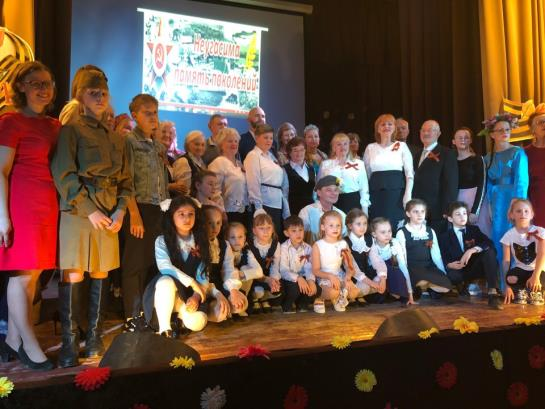 Неугасима
память поколений